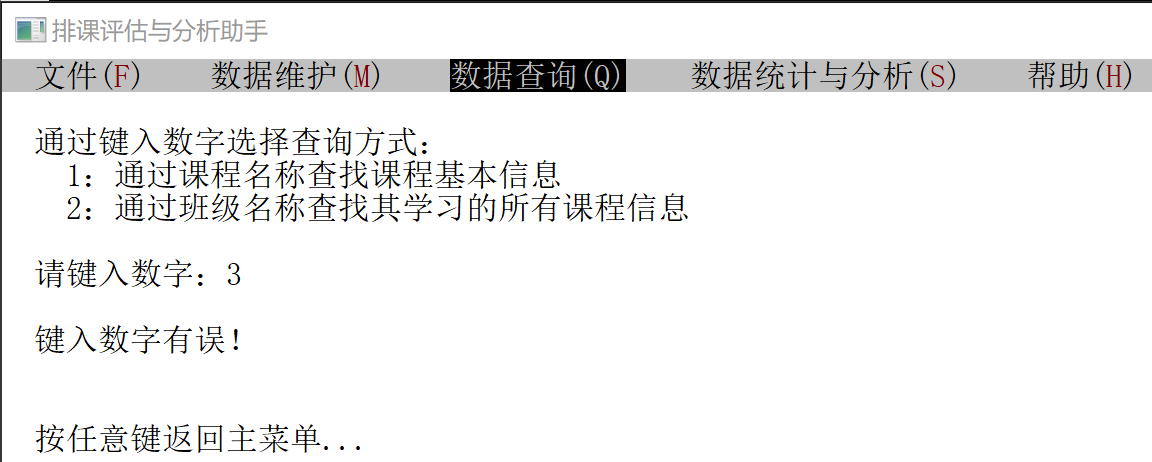 排课评估与分析助手
文件(F) 数据维护(M) 数据查询(Q) 数据统计与分析(S) 帮助(H)
通过键入数字选择查询方式:
1: 通过课程名称查找课程基本信息
2: 通过班级名称查找其学习的所有课程信息
请键入数字: 3
键入数字有误!
按任意键返回主菜单...